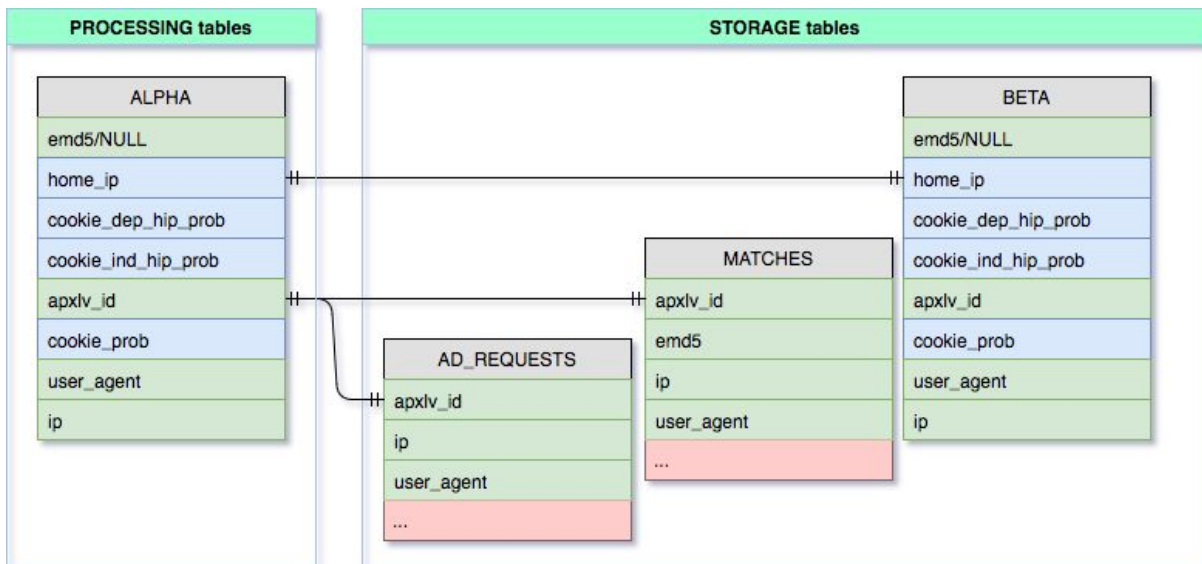 PROCESSING tables
STORAGE tables
ALPHA
emd5/NULL
home_ip
cookie_dep_hip_prob
cookie_ind_hip_prob
apxlv_id
cookie_prob
user_agent
ip
AD_REQUESTS
apxlv_id
ip
user_agent
...
MATCHES
apxlv_id
emd5
ip
user_agent
...
BETA
emd5/NULL
home_ip
cookie_dep_hip_prob
cookie_ind_hip_prob
apxlv_id
cookie_prob
user_agent
ip